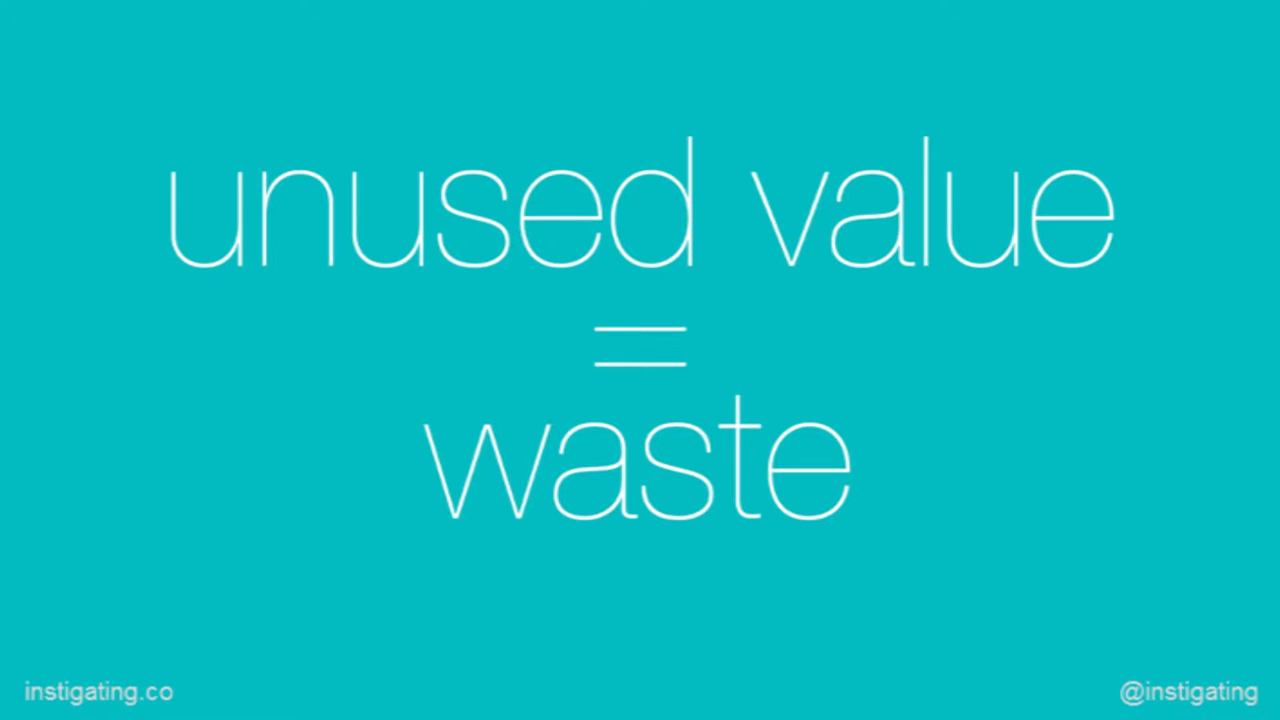 unused value
=
waste
instigating.co
@instigating